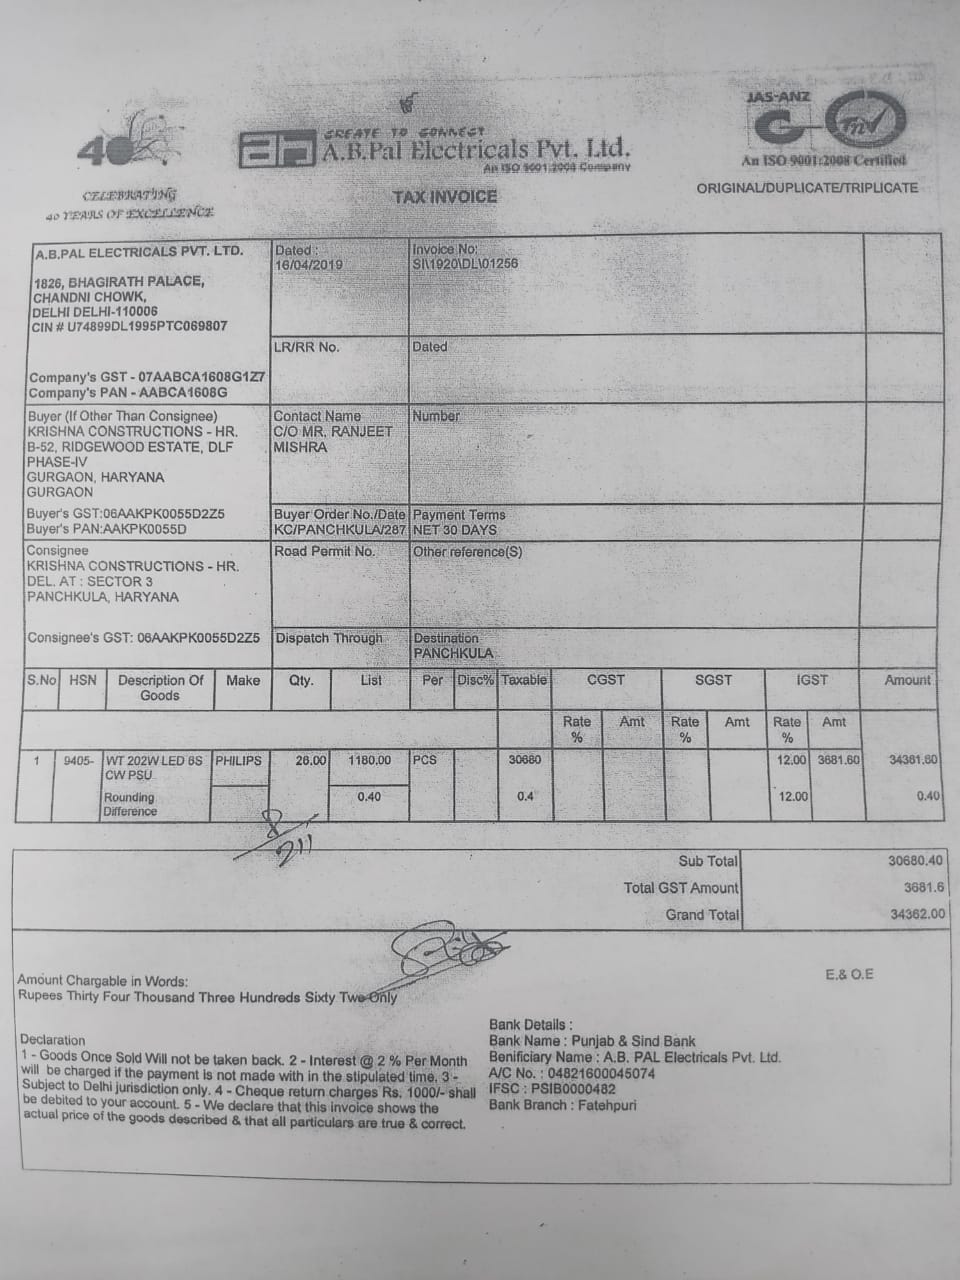 40
CELEBRATING
40 YEARS OF EXCELLENCE
CREATE TO CONNECT
A.B.Pal Electricals Pvt. Ltd.
An ISO 9001:2008 Company
TAX INVOICE
JAS-ANZ
An ISO 9001:2008 Certified
ORIGINAL/DUPLICATE/TRIPLICATE
A.B.PAL ELECTRICALS PVT. LTD.
1826, BHAGIRATH PALACE,
CHANDNI CHOWK,
DELHI DELHI-110006
CIN # U74899DL1995PTC069807
Company's GST - 07AABCA1608G1Z7
Company's PAN - AABCA1608G
Dated :
16/04/2019
Invoice No:
SI\1920\DL\01256
LR/RR No.
Dated
Buyer (If Other Than Consignee)
KRISHNA CONSTRUCTIONS - HR.
B-52, RIDGEWOOD ESTATE, DLF
PHASE-IV
GURGAON, HARYANA
GURGAON
Buyer's GST:06AAKPK0055D2Z5
Buyer's PAN:AAKPK0055D
Contact Name
C/O MR. RANJEET
MISHRA
Number
Buyer Order No./Date
KC/PANCHKULA/287
Payment Terms
NET 30 DAYS
Consignee
KRISHNA CONSTRUCTIONS - HR.
DEL. AT : SECTOR 3
PANCHKULA, HARYANA
Consignee's GST: 06AAKPK0055D2Z5
Road Permit No.
Other reference(S)
Dispatch Through
Destination
PANCHKULA
S.No HSN Description Of Goods Make Qty. List Per Disc% Taxable CGST SGST IGST Amount
Rate % Amt Rate % Amt Rate % Amt
1 9405- WT 202W LED 6S PHILIPS 26.00 1180.00 PCS 30680 12.00 3681.60 34361.60
CW PSU
Rounding 0.40 0.4 12.00 0.40
Difference
Sub Total 30680.40
Total GST Amount 3681.6
Grand Total 34362.00
E.& O.E
Amount Chargable in Words:
Rupees Thirty Four Thousand Three Hundreds Sixty Two Only
Declaration
1 - Goods Once Sold Will not be taken back. 2 - Interest @ 2 % Per Month
will be charged if the payment is not made with in the stipulated time. 3 -
Subject to Delhi jurisdiction only. 4 - Cheque return charges Rs. 1000/- shall
be debited to your account. 5 - We declare that this invoice shows the
actual price of the goods described & that all particulars are true & correct.
Bank Details :
Bank Name : Punjab & Sind Bank
Benificiary Name : A.B. PAL Electricals Pvt. Ltd.
A/C No. : 04821600045074
IFSC : PSIB0000482
Bank Branch : Fatehpuri